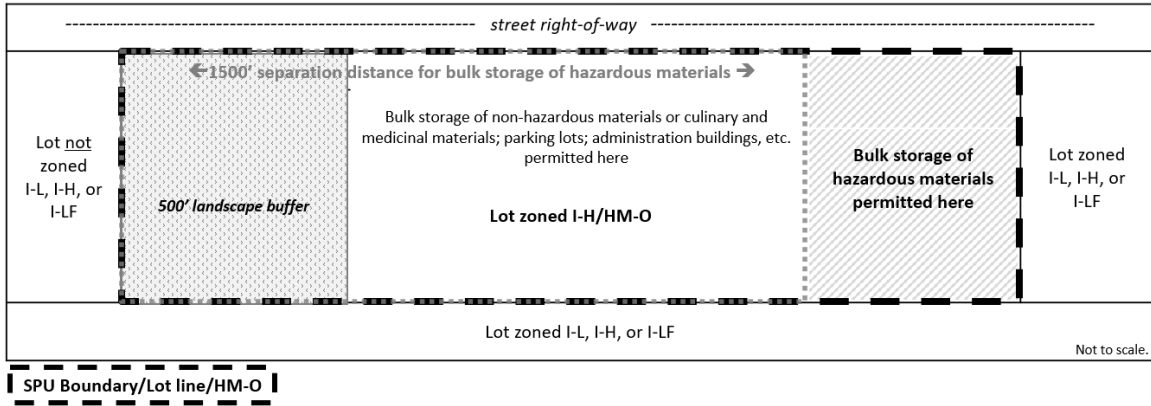 street right-of-way
←1500’ separation distance for bulk storage of hazardous materials →
Bulk storage of non-hazardous materials or culinary and
medicinal materials; parking lots; administration buildings, etc.
permitted here
Lot not
zoned
I-L, I-H, or
I-LF
500’ landscape buffer
Lot zoned I-H/HM-O
Bulk storage of
hazardous materials
permitted here
Lot zoned
I-L, I-H, or
I-LF
Lot zoned I-L, I-H, or I-LF
Not to scale.
SPU Boundary/Lot line/HM-O